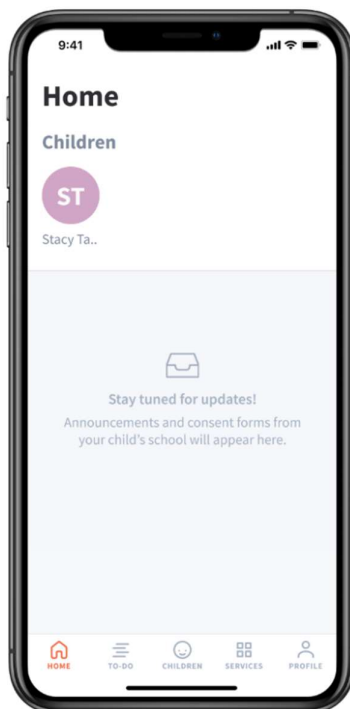 9:41
Home
Children
ST
Stacy Ta..
Stay tuned for updates!
Announcements and consent forms from
your child's school will appear here.
HOME TO-DO CHILDREN SERVICES PROFILE